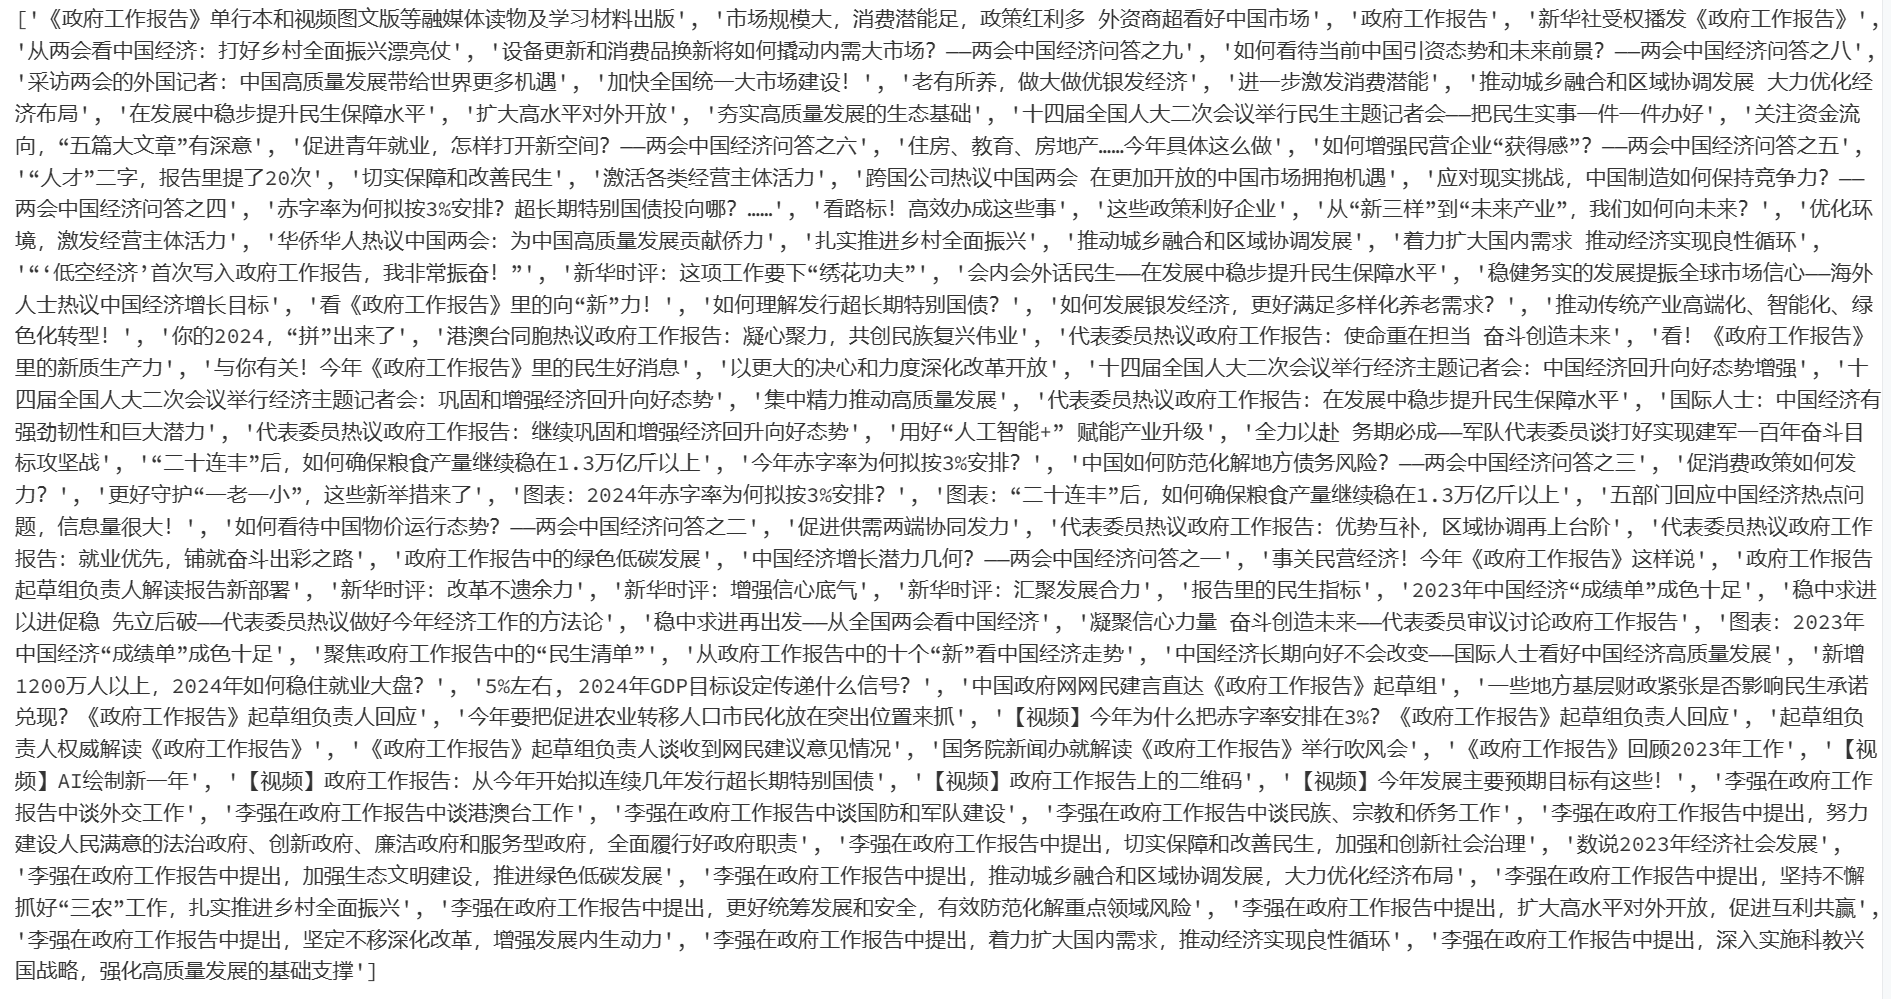 ['《政府工作报告》单行本和视频图文版等融媒体读物及学习材料出版', '市场规模大，消费潜能足，政策红利多 外资商超看好中国市场', '政府工作报告', '新华社受权播发《政府工作报告》',
'从两会看中国经济：打好乡村全面振兴漂亮仗', '设备更新和消费品换新将如何撬动内需大市场？——两会中国经济问答之九', '如何看待当前中国引资态势和未来前景？——两会中国经济问答之八',
'采访两会的外国记者：中国高质量发展带给世界更多机遇', '加快全国统一大市场建设！', '老有所养，做大做优银发经济', '进一步激发消费潜能', '推动城乡融合和区域协调发展 大力优化经
济布局', '在发展中稳步提升民生保障水平', '扩大高水平对外开放', '夯实高质量发展的生态基础', '十四届全国人大二次会议举行民生主题记者会——把民生实事一件一件办好', '关注资金流
向，“五篇大文章”有深意', '促进青年就业，怎样打开新空间？——两会中国经济问答之六', '住房、教育、房地产……今年具体这么做', '如何增强民营企业“获得感”？——两会中国经济问答之五',
'“人才”二字，报告里提了20次', '切实保障和改善民生', '激活各类经营主体活力', '跨国公司热议中国两会 在更加开放的中国市场拥抱机遇', '应对现实挑战，中国制造如何保持竞争力？——
两会中国经济问答之四', '赤字率为何拟按3%安排？超长期特别国债投向哪？……', '看路标！高效办成这些事', '这些政策利好企业', '从“新三样”到“未来产业”，我们如何向未来？', '优化环
境，激发经营主体活力', '华侨华人热议中国两会：为中国高质量发展贡献侨力', '扎实推进乡村全面振兴', '推动城乡融合和区域协调发展', '着力扩大国内需求 推动经济实现良性循环',
'“‘低空经济’首次写入政府工作报告，我非常振奋！”', '新华时评：这项工作要下“绣花功夫”', '会内会外话民生——在发展中稳步提升民生保障水平', '稳健务实的发展提振全球市场信心——海外
人士热议中国经济增长目标', '看《政府工作报告》里的向“新”力！', '如何理解发行超长期特别国债？', '如何发展银发经济，更好满足多样化养老需求？', '推动传统产业高端化、智能化、绿
色化转型！', '你的2024，“拼”出来了', '港澳台同胞热议政府工作报告：凝心聚力，共创民族复兴伟业', '代表委员热议政府工作报告：使命重在担当 奋斗创造未来', '看！《政府工作报告》
里的新质生产力', '与你有关！今年《政府工作报告》里的民生好消息', '以更大的决心和力度深化改革开放', '十四届全国人大二次会议举行经济主题记者会：中国经济回升向好态势增强', '十
四届全国人大二次会议举行经济主题记者会：巩固和增强经济回升向好态势', '集中精力推动高质量发展', '代表委员热议政府工作报告：在发展中稳步提升民生保障水平', '国际人士：中国经济有
强劲韧性和巨大潜力', '代表委员热议政府工作报告：继续巩固和增强经济回升向好态势', '用好“人工智能+” 赋能产业升级', '全力以赴 务期必成——军队代表委员谈打好实现建军一百年奋斗目
标攻坚战', '“二十连丰”后，如何确保粮食产量继续稳在1.3万亿斤以上', '今年赤字率为何拟按3%安排？', '中国如何防范化解地方债务风险？——两会中国经济问答之三', '促消费政策如何发
力？', '更好守护“一老一小”，这些新举措来了', '图表：2024年赤字率为何拟按3%安排？', '图表：“二十连丰”后，如何确保粮食产量继续稳在1.3万亿斤以上', '五部门回应中国经济热点问
题，信息量很大！', '如何看待中国物价运行态势？——两会中国经济问答之二', '促进供需两端协同发力', '代表委员热议政府工作报告：优势互补，区域协调再上台阶', '代表委员热议政府工作
报告：就业优先，铺就奋斗出彩之路', '政府工作报告中的绿色低碳发展', '中国经济增长潜力几何？——两会中国经济问答之一', '事关民营经济！今年《政府工作报告》这样说', '政府工作报告
起草组负责人解读报告新部署', '新华时评：改革不遗余力', '新华时评：增强信心底气', '新华时评：汇聚发展合力', '报告里的民生指标', '2023年中国经济“成绩单”成色十足', '稳中求进
以进促稳 先立后破——代表委员热议做好今年经济工作的方法论', '稳中求进再出发——从全国两会看中国经济', '凝聚信心力量 奋斗创造未来——代表委员审议讨论政府工作报告', '图表：2023年
中国经济“成绩单”成色十足', '聚焦政府工作报告中的“民生清单”', '从政府工作报告中的十个“新”看中国经济走势', '中国经济长期向好不会改变——国际人士看好中国经济高质量发展', '新增
1200万人以上，2024年如何稳住就业大盘？', '5%左右，2024年GDP目标设定传递什么信号？', '中国政府网网民建言直达《政府工作报告》起草组', '一些地方基层财政紧张是否影响民生承诺
兑现？《政府工作报告》起草组负责人回应', '今年要把促进农业转移人口市民化放在突出位置来抓', '【视频】今年为什么把赤字率安排在3%？《政府工作报告》起草组负责人回应', '起草组负
责人权威解读《政府工作报告》', '《政府工作报告》起草组负责人谈收到网民建议意见情况', '国务院新闻办就解读《政府工作报告》举行吹风会', '《政府工作报告》回顾2023年工作', '【视
频】AI绘制新一年', '【视频】政府工作报告：从今年开始拟连续几年发行超长期特别国债', '【视频】政府工作报告上的二维码', '【视频】今年发展主要预期目标有这些！', '李强在政府工作
报告中谈外交工作', '李强在政府工作报告中谈港澳台工作', '李强在政府工作报告中谈国防和军队建设', '李强在政府工作报告中谈民族、宗教和侨务工作', '李强在政府工作报告中提出，努力
建设人民满意的法治政府、创新政府、廉洁政府和服务型政府，全面履行好政府职责', '李强在政府工作报告中提出，切实保障和改善民生，加强和创新社会治理', '数说2023年经济社会发展',
'李强在政府工作报告中提出，加强生态文明建设，推进绿色低碳发展', '李强在政府工作报告中提出，推动城乡融合和区域协调发展，大力优化经济布局', '李强在政府工作报告中提出，坚持不懈
抓好“三农”工作，扎实推进乡村全面振兴', '李强在政府工作报告中提出，更好统筹发展和安全，有效防范化解重点领域风险', '李强在政府工作报告中提出，扩大高水平对外开放，促进互利共赢',
'李强在政府工作报告中提出，坚定不移深化改革，增强发展内生动力', '李强在政府工作报告中提出，着力扩大国内需求，推动经济实现良性循环', '李强在政府工作报告中提出，深入实施科教兴
国战略，强化高质量发展的基础支撑']